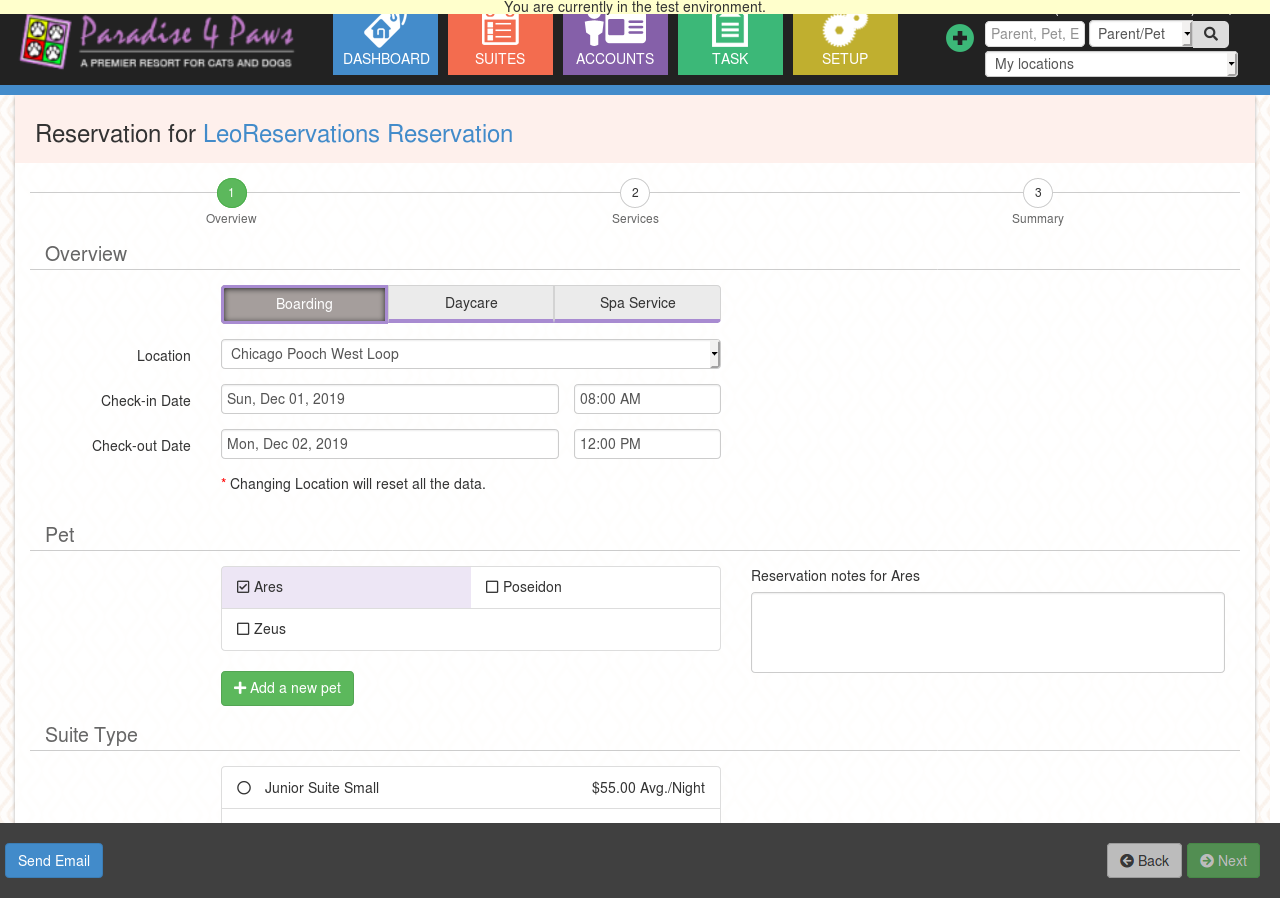 You are currently in the test environment.
Paradise 4 Paws
A PREMIER RESORT FOR CATS AND DOGS
DASHBOARD
SUITES
ACCOUNTS
TASK
SETUP
Parent, Pet, E
Parent/Pet
My locations
Reservation for LeoReservations Reservation
1
2
3
Overview
Services
Summary
Overview
Boarding
Daycare
Spa Service
Location
Chicago Pooch West Loop
Check-in Date
Sun, Dec 01, 2019
08:00 AM
Check-out Date
Mon, Dec 02, 2019
12:00 PM
* Changing Location will reset all the data.
Pet
Ares
Poseidon
Zeus
Reservation notes for Ares
Add a new pet
Suite Type
Junior Suite Small
$55.00 Avg./Night
Send Email
Back
Next